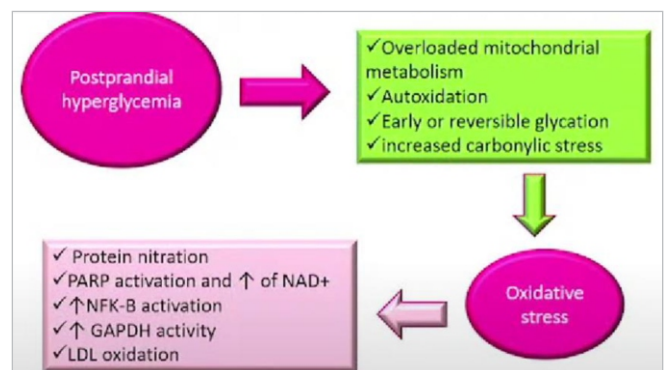 Postprandial
hyperglycemia
✓Overloaded mitochondrial
metabolism
✓Autoxidation
✓Early or reversible glycation
✓increased carbonylic stress
Oxidative
stress
✓ Protein nitration
✓PARP activation and ↑ of NAD+
✓↑NFK-B activation
✓↑ GAPDH activity
✓LDL oxidation